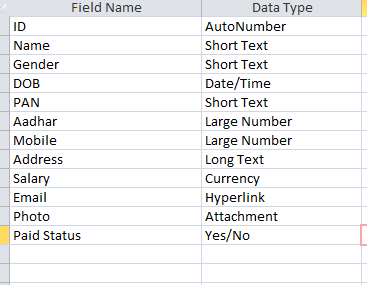 Field Name Data Type
ID AutoNumber
Name Short Text
Gender Short Text
DOB Date/Time
PAN Short Text
Aadhar Large Number
Mobile Large Number
Address Long Text
Salary Currency
Email Hyperlink
Photo Attachment
Paid Status Yes/No